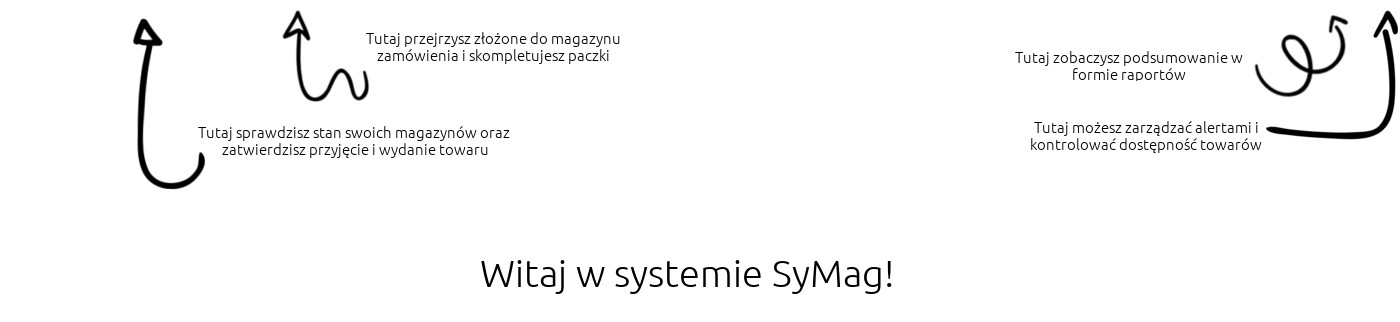 Tutaj przejrzysz złożone do magazynu
zamówienia i skompletujesz paczki
Tutaj sprawdzisz stan swoich magazynów oraz
zatwierdzisz przyjęcie i wydanie towaru
Tutaj zobaczysz podsumowanie w
formie raportów
Tutaj możesz zarządzać alertami i
kontrolować dostępność towarów
Witaj w systemie SyMag!